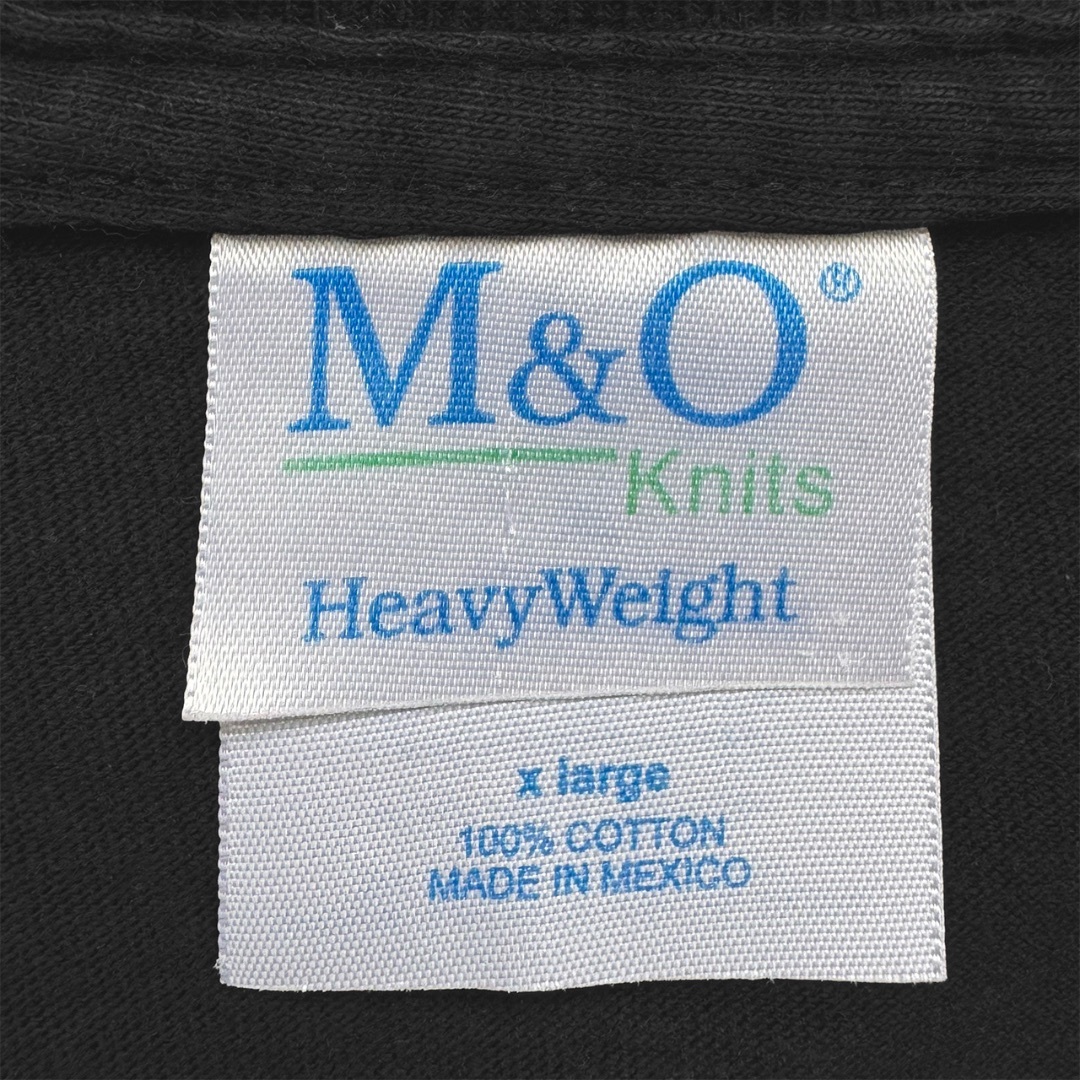 M&O®
Knits
HeavyWeight
x large
100% COTTON
MADE IN MEXICO